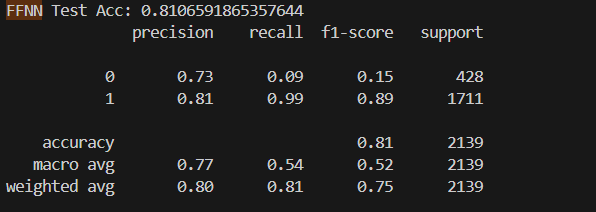 FFNN Test Acc: 0.8106591865357644
precision recall f1-score support
0 0.73 0.09 0.15 428
1 0.81 0.99 0.89 1711
accuracy 0.81 2139
macro avg 0.77 0.54 0.52 2139
weighted avg 0.80 0.81 0.75 2139